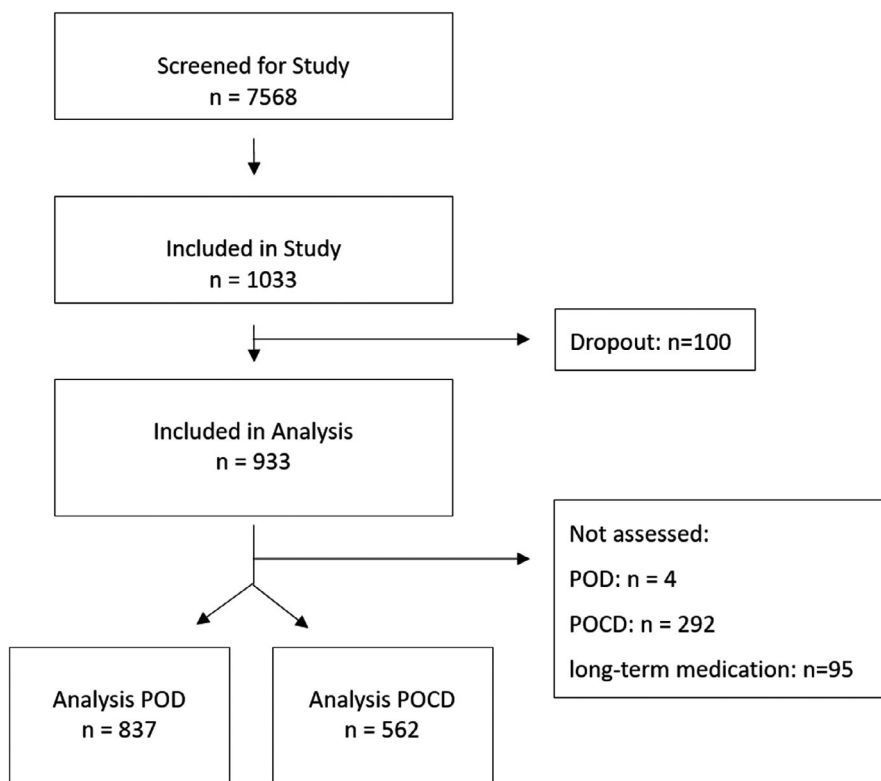 Screened for Study
n = 7568
Included in Study
n = 1033
Dropout: n=100
Included in Analysis
n = 933
Not assessed:
POD: n = 4
POCD: n = 292
long-term medication: n=95
Analysis POD
n = 837
Analysis POCD
n = 562